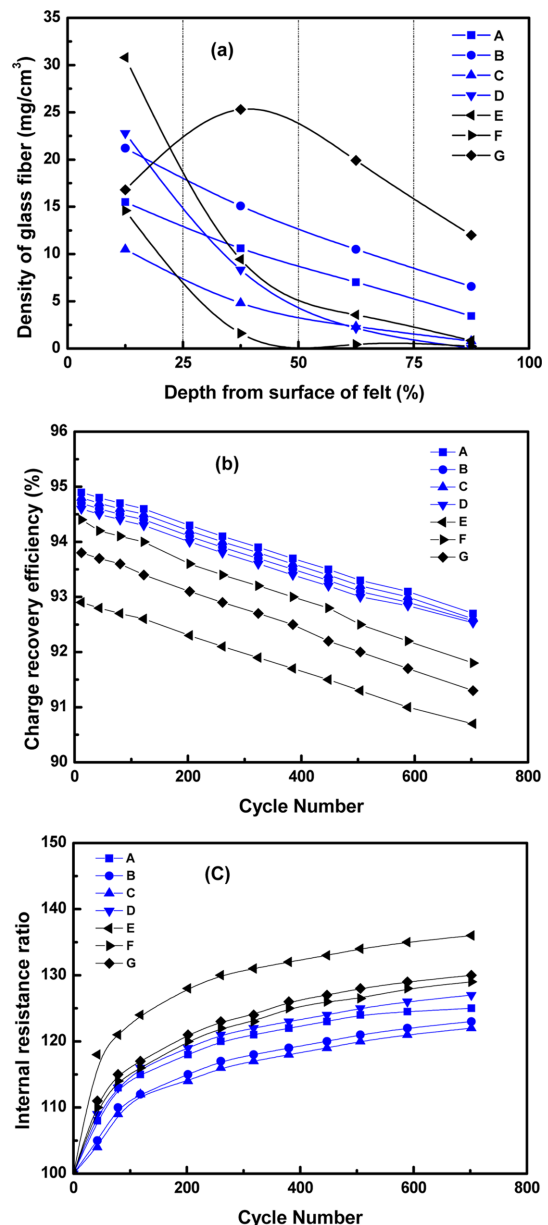 (a)
A
B
C
D
E
F
G
35
30
25
20
15
10
5
0
Density of glass fiber (mg/cm³)
0 25 50 75 100
Depth from surface of felt (%)
(b)
A
B
C
D
E
F
G
96
95
94
93
92
91
90
Charge recovery efficiency (%)
0 200 400 600 800
Cycle Number
(C)
A
B
C
D
E
F
G
150
140
130
120
110
100
Internal resistance ratio
0 200 400 600 800
Cycle Number